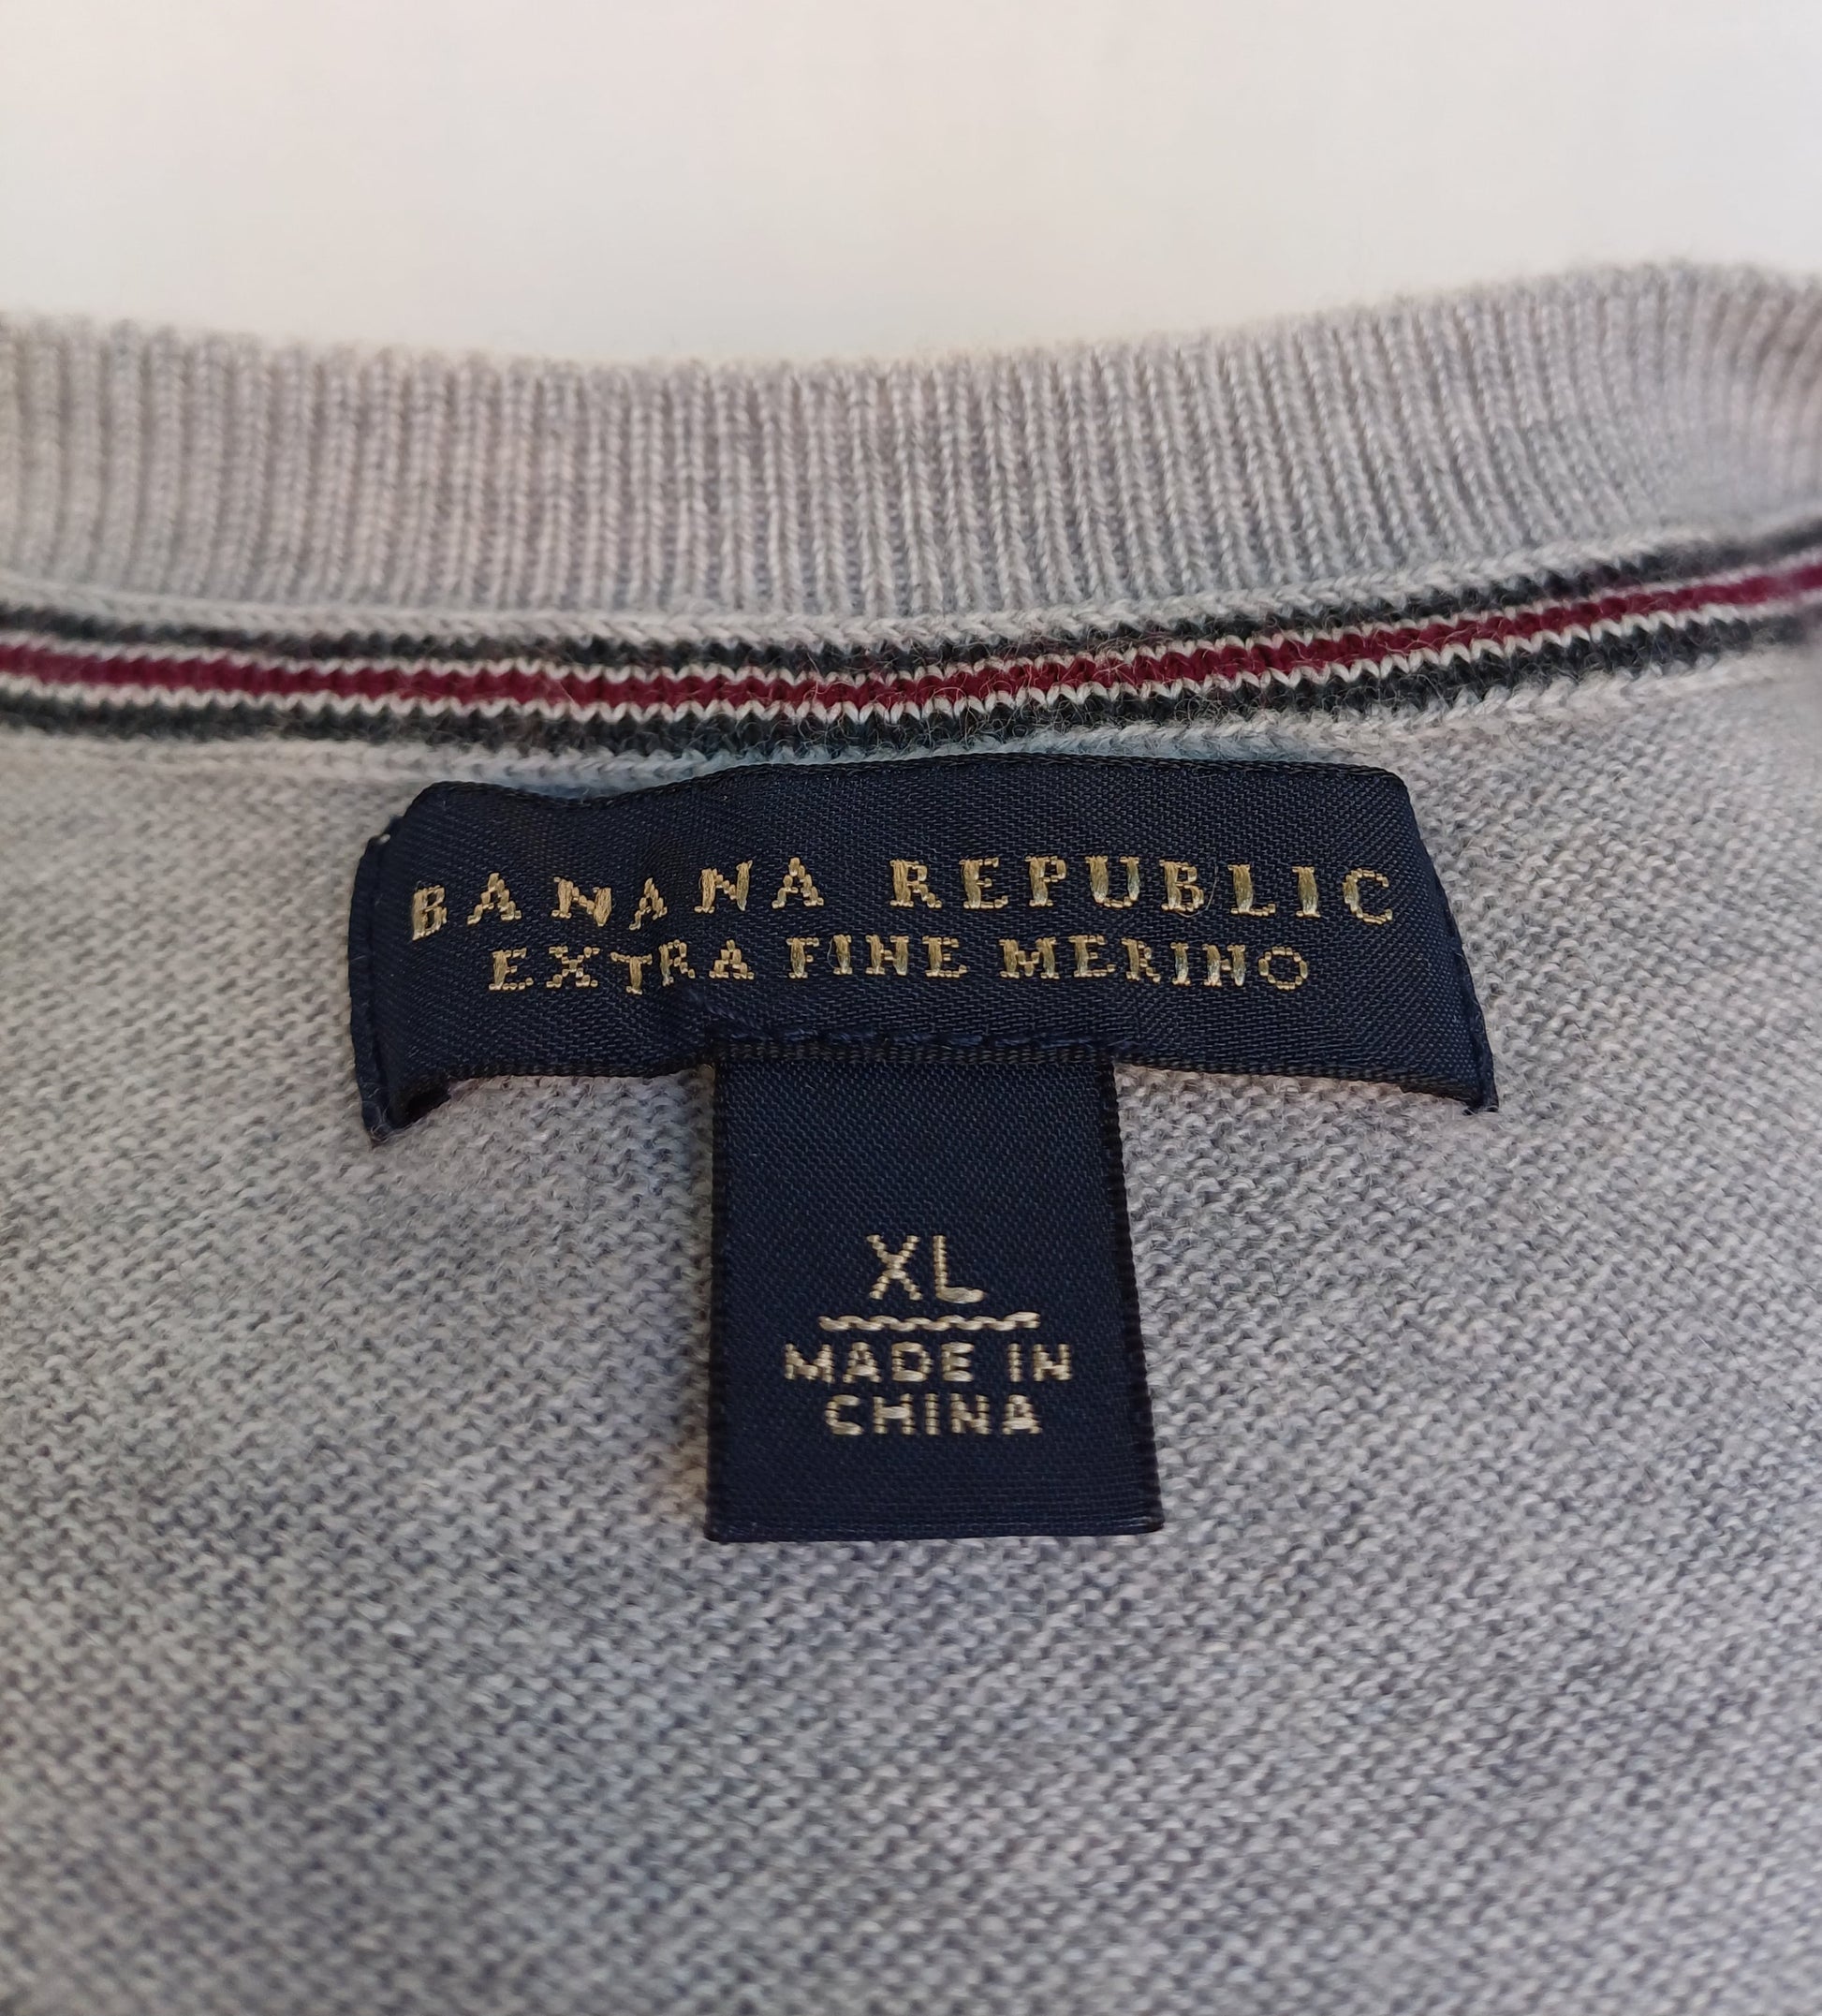 BANANA REPUBLIC
EXTRA FINE MERINO
XL
MADE IN
CHINA